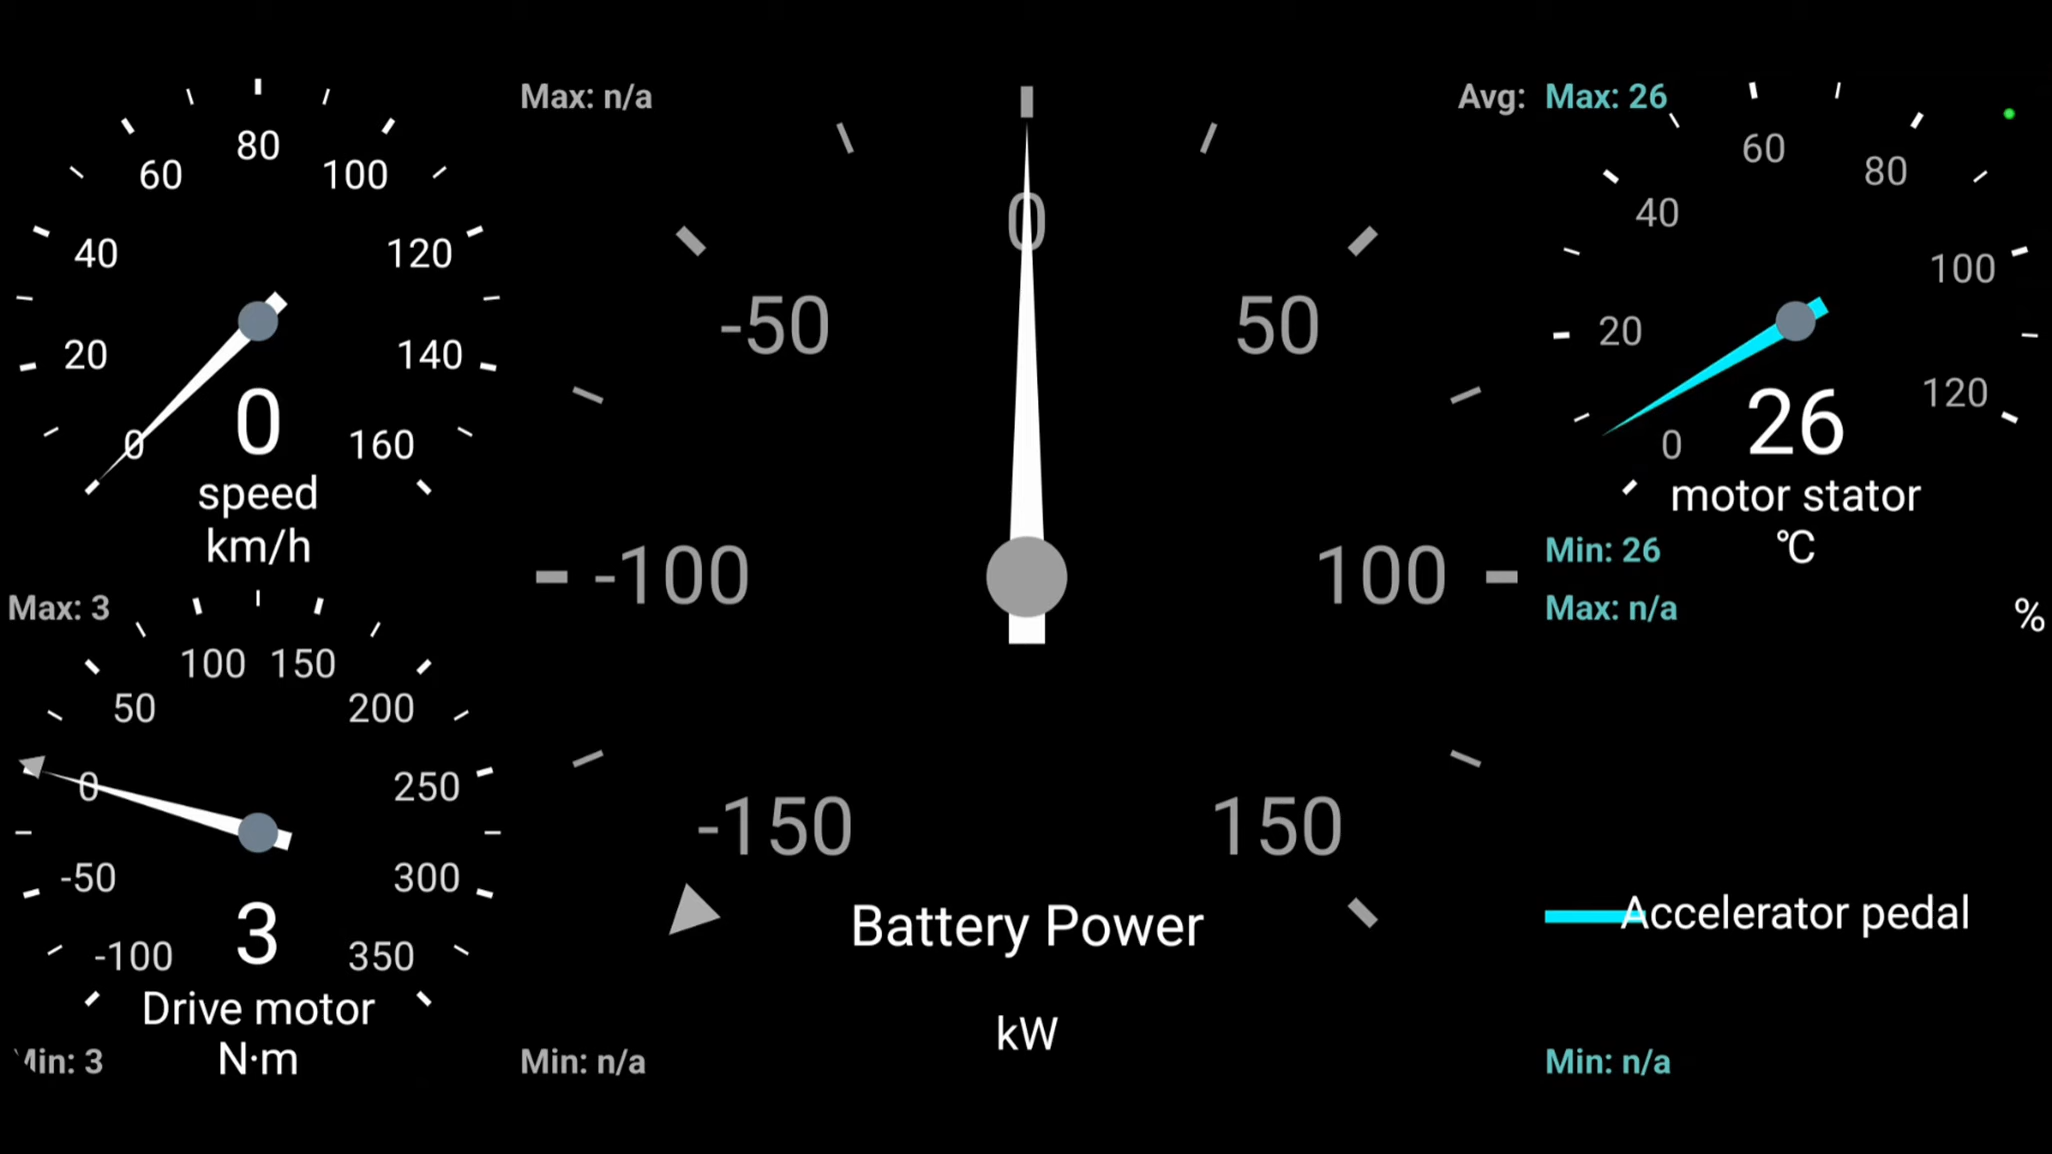 Max: n/a
Avg: Max: 26
80
60
100
40
120
20
140
0
160
0
speed
km/h
0
-50
50
-100
100
-150
150
Battery Power
kW
Min: n/a
60
80
40
100
20
120
0
26
motor stator
℃
Min: 26
Max: 3
100
150
50
200
0
250
-50
300
-100
350
3
Drive motor
N·m
Min: 3
Max: n/a
%
Accelerator pedal
Min: n/a